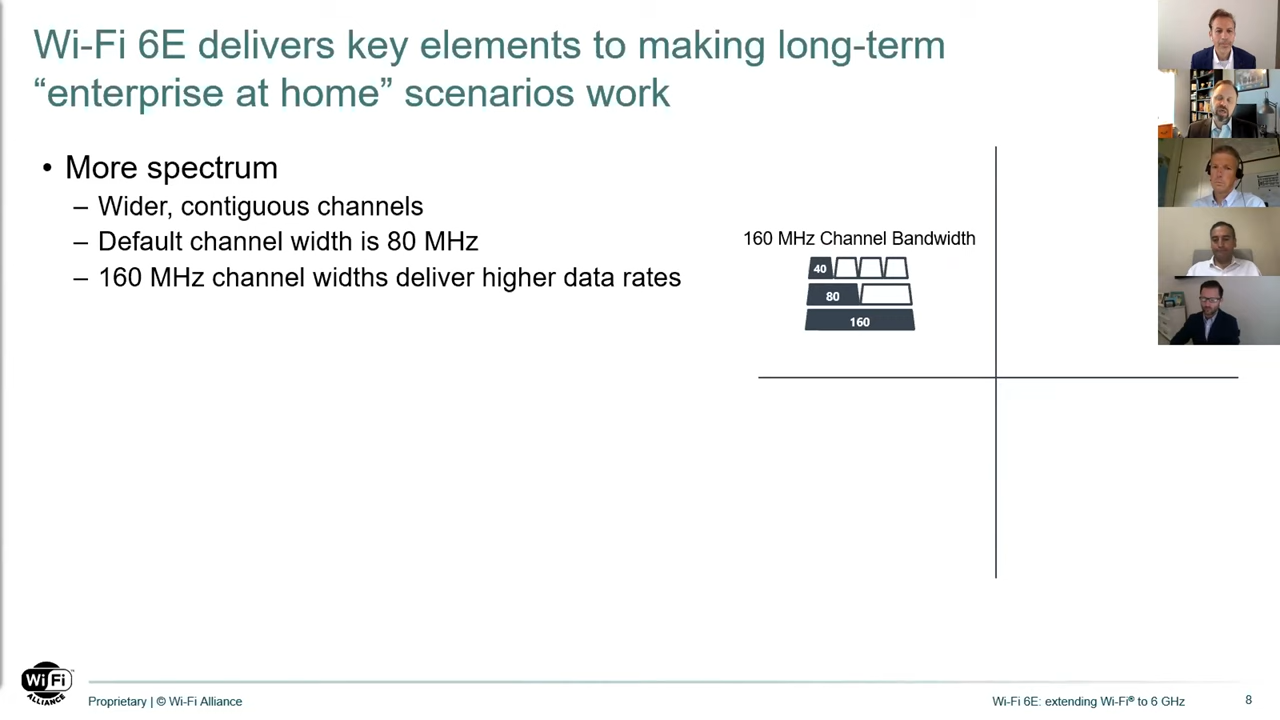 Wi-Fi 6E delivers key elements to making long-term
“enterprise at home” scenarios work
• More spectrum
– Wider, contiguous channels
– Default channel width is 80 MHz
– 160 MHz channel widths deliver higher data rates
160 MHz Channel Bandwidth
40
80
160
Wi Fi
ALLIANCE
Proprietary | © Wi-Fi Alliance
Wi-Fi 6E: extending Wi-Fi® to 6 GHz
8